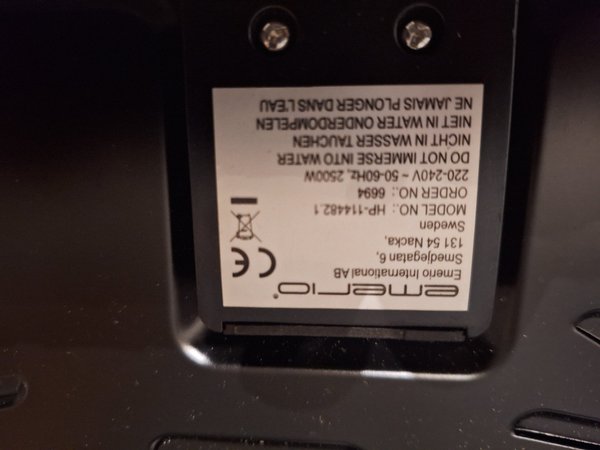 emerio
Emerio International AB
Smedjegatan 6,
131 54 Nacka,
Sweden
MODEL NO.: HP-114482.1
ORDER NO.: 6694
220-240V ~ 50-60Hz, 2500W
DO NOT IMMERSE INTO WATER
NICHT IN WASSER TAUCHEN
NIET IN WATER ONDERDOMPELEN
NE JAMAIS PLONGER DANS L'EAU
CE